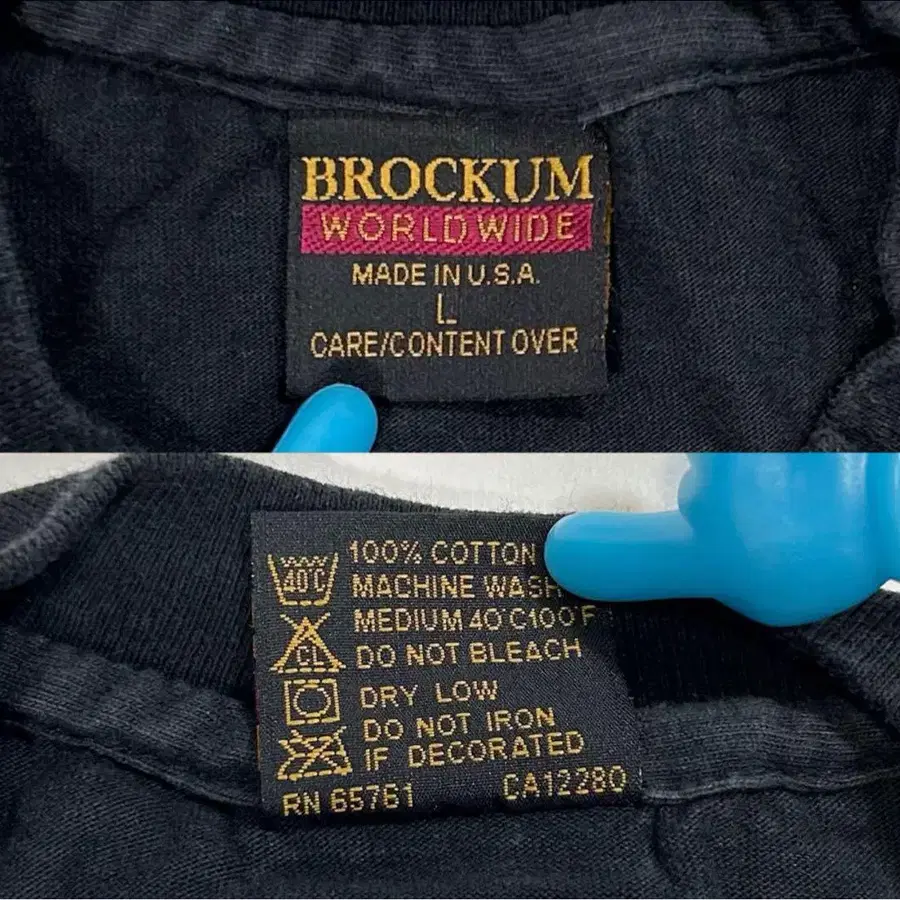 BROCKUM
WORLDWIDE
MADE IN U.S.A.
L
CARE/CONTENT OVER
40°C
100% COTTON
MACHINE WASH
MEDIUM 40°C100°F
CL
DO NOT BLEACH
DRY LOW
DO NOT IRON
IF DECORATED
RN 65761 CA12280